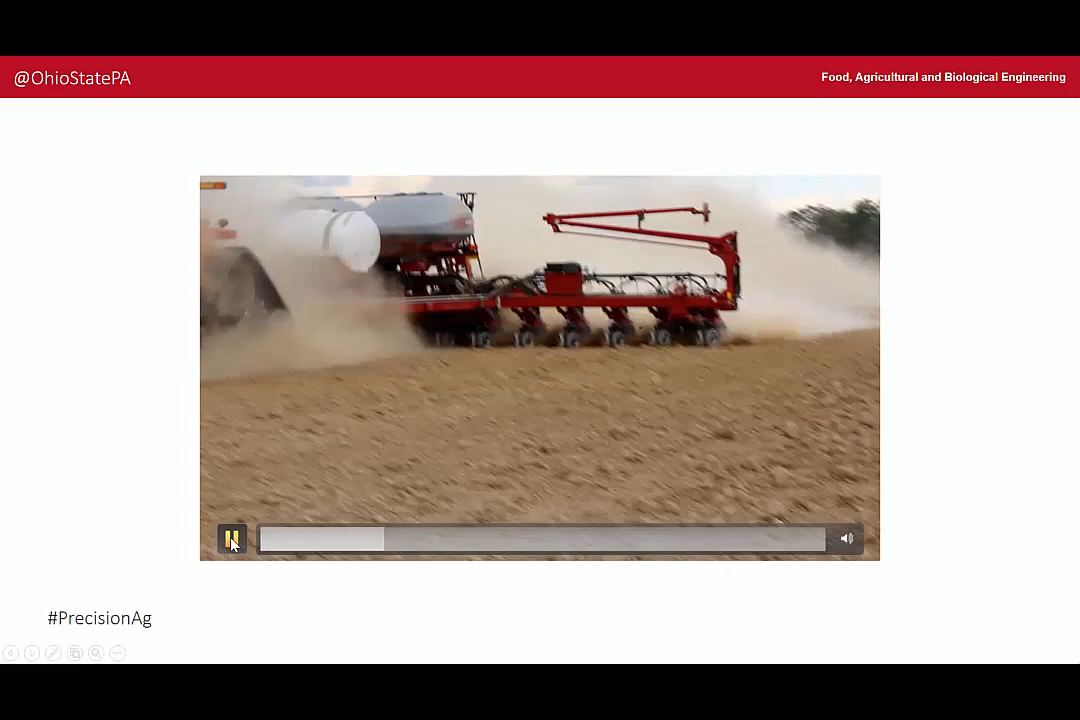 @OhioStatePA
Food, Agricultural and Biological Engineering
#PrecisionAg